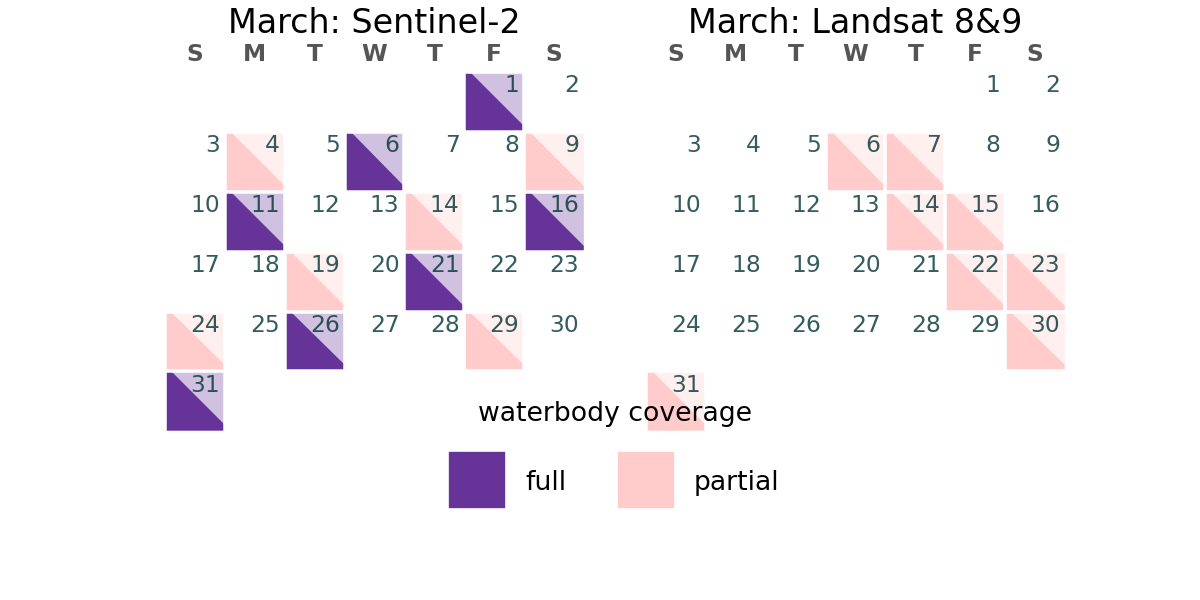 March: Sentinel-2
S M T W T F S
1 2
3 4 5 6 7 8 9
10 11 12 13 14 15 16
17 18 19 20 21 22 23
24 25 26 27 28 29 30
31
March: Landsat 8&9
S M T W T F S
1 2
3 4 5 6 7 8 9
10 11 12 13 14 15 16
17 18 19 20 21 22 23
24 25 26 27 28 29 30
31
waterbody coverage
full partial